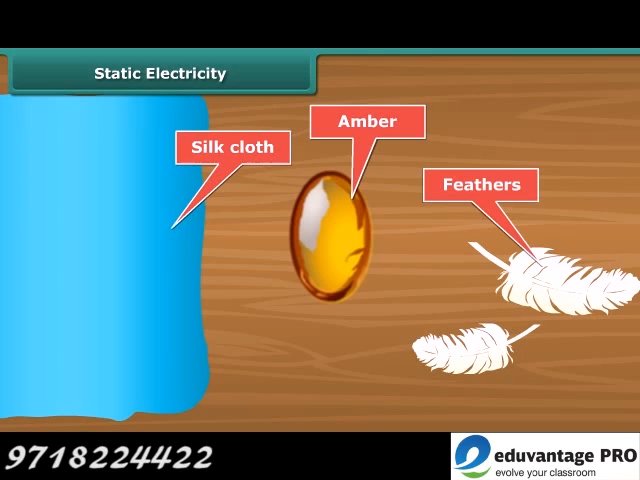 Static Electricity
Amber
Silk cloth
Feathers
9718224422
eduvantage PRO
evolve your classroom